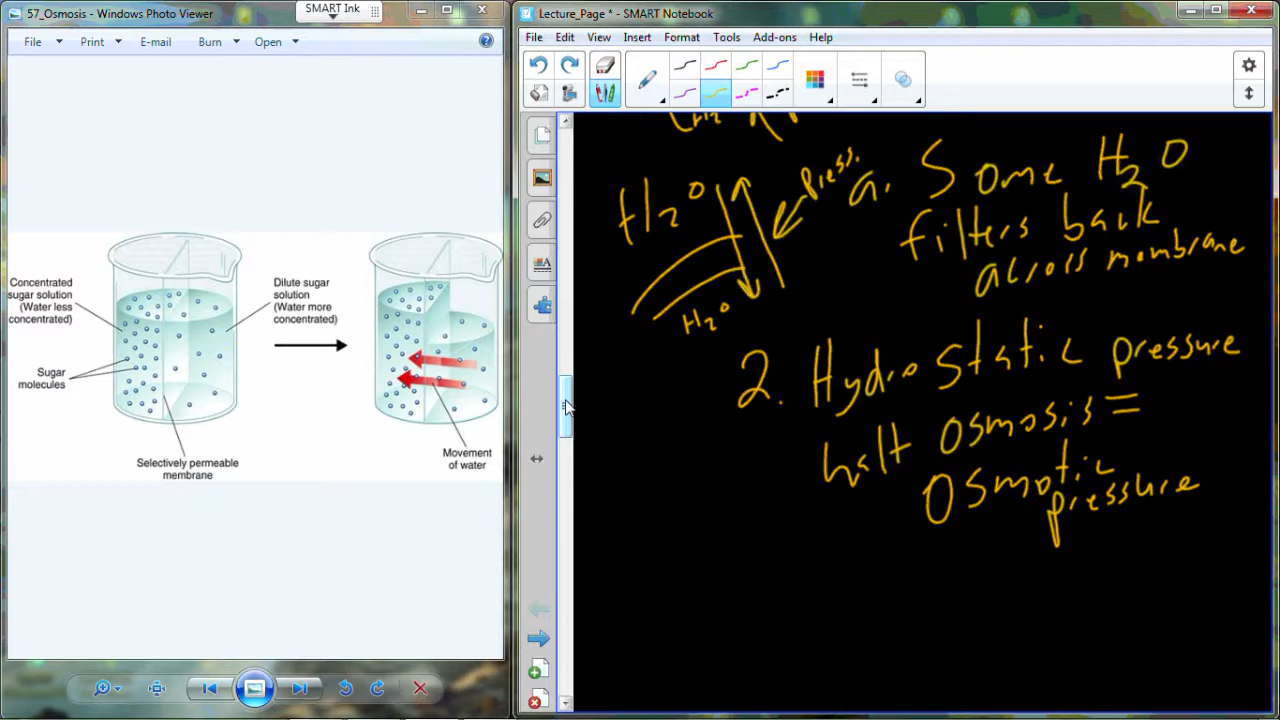 57_Osmosis - Windows Photo Viewer
SMART Ink
File Print E-mail Burn Open
Concentrated
sugar solution
(Water less
concentrated)
Sugar
molecules
Dilute sugar
solution
(Water more
concentrated)
Selectively permeable
membrane
Movement
of water
Lecture_Page * - SMART Notebook
File Edit View Insert Format Tools Add-ons Help
H2O
Press.
H2O
a. Some H2O
filters back
across membrane
2. Hydrostatic pressure
halt osmosis =
Osmotic
pressure